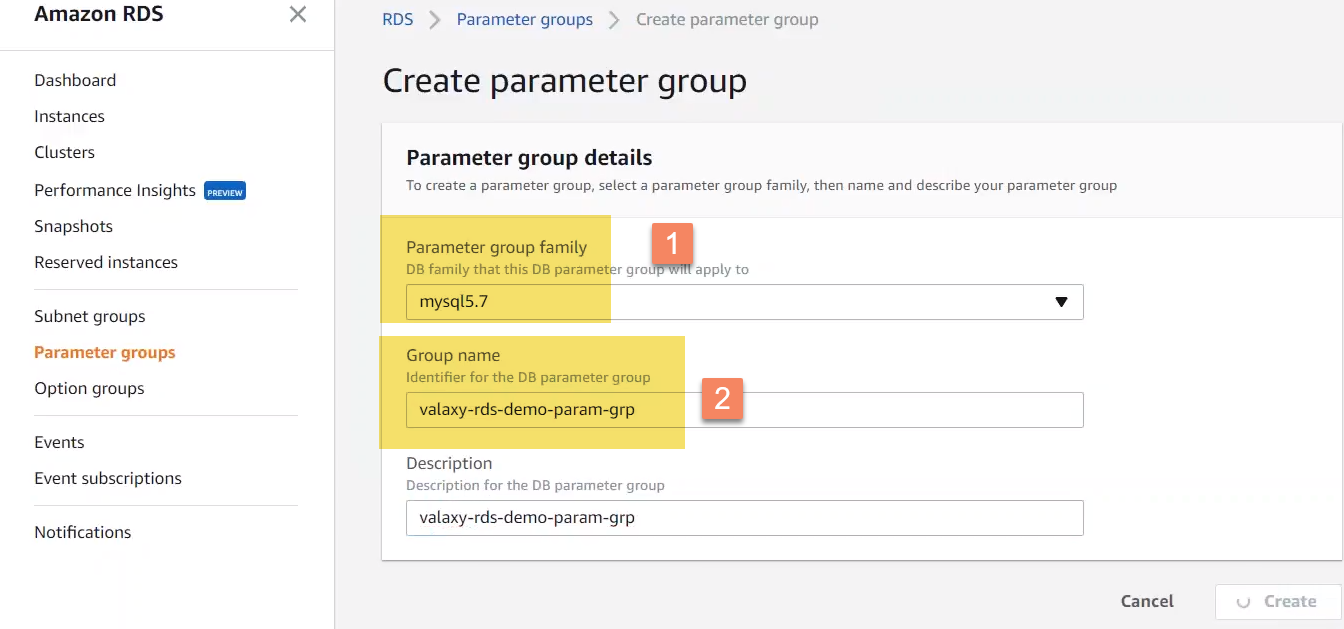 Amazon RDS
Dashboard
Instances
Clusters
Performance Insights PREVIEW
Snapshots
Reserved instances
Subnet groups
Parameter groups
Option groups
Events
Event subscriptions
Notifications
RDS Parameter groups Create parameter group
Create parameter group
Parameter group details
To create a parameter group, select a parameter group family, then name and describe your parameter group
Parameter group family
1
DB family that this DB parameter group will apply to
mysql5.7
Group name
Identifier for the DB parameter group
2
valaxy-rds-demo-param-grp
Description
Description for the DB parameter group
valaxy-rds-demo-param-grp
Cancel Create